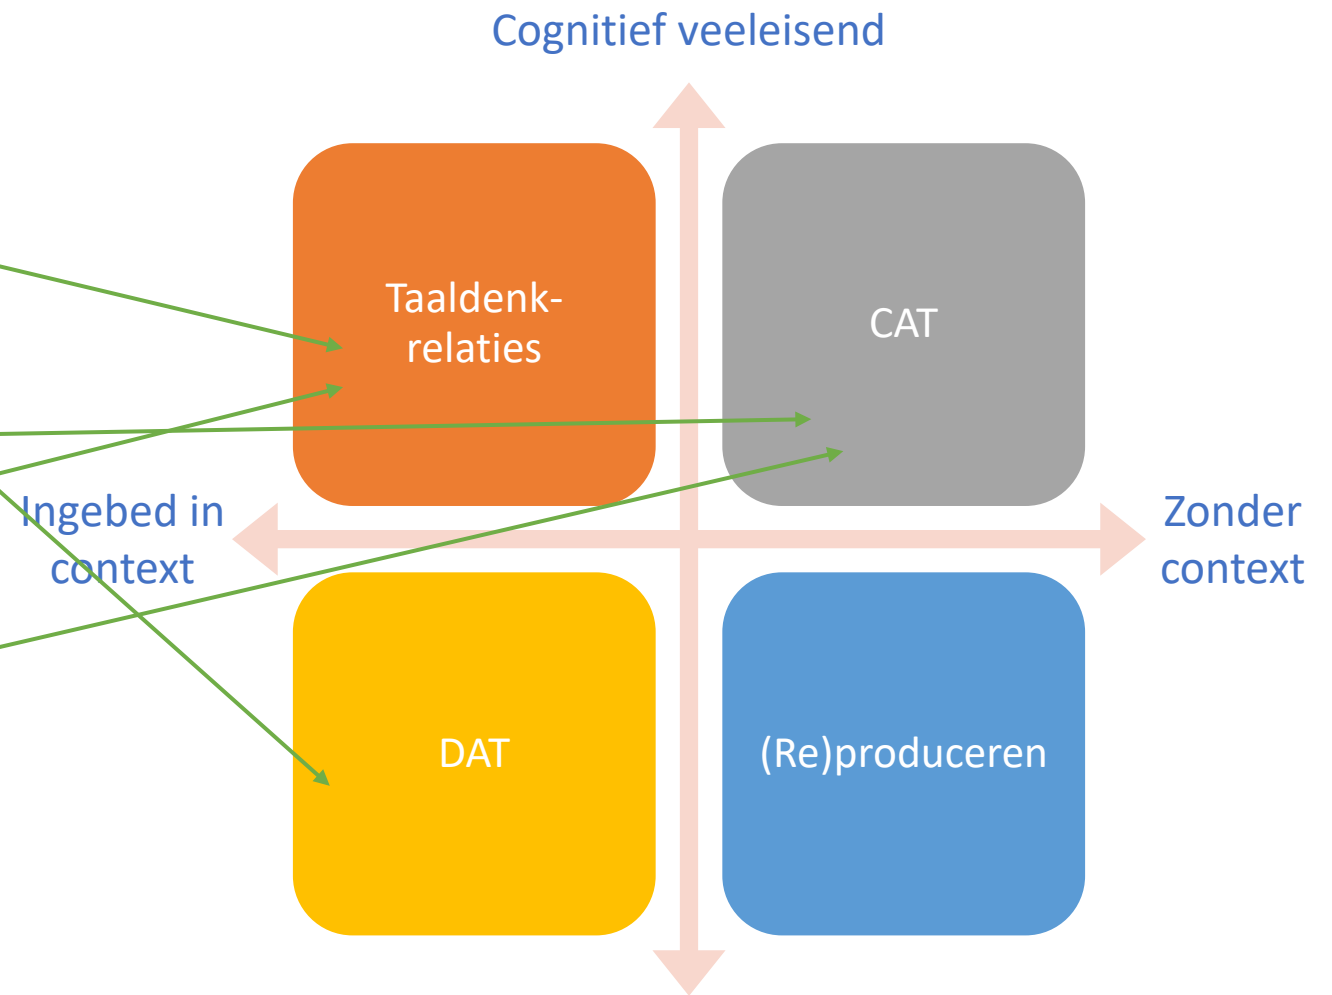 Cognitief veeleisend
Taaldenk-
relaties
CAT
Ingebed in
context
Zonder
context
DAT
(Re)produceren